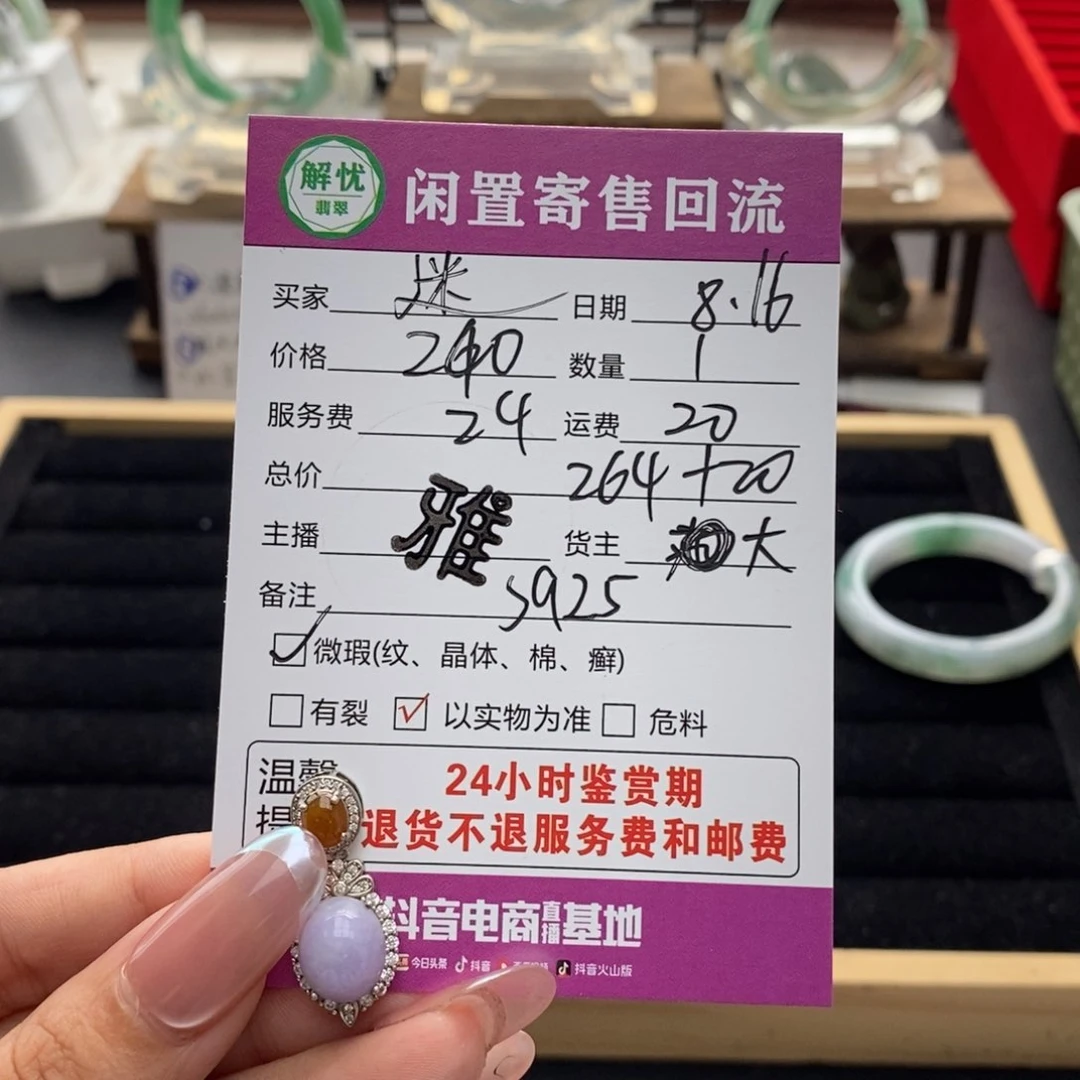 解忧
翡翠
闲置寄售回流
买家 迷 日期 8.16
价格 240 数量 1
服务费 24 运费 20
总价 264+20
主播 雅 货主 大
备注 S925
微瑕(纹、晶体、棉、癣)
有裂 以实物为准 危料
温馨
24小时鉴赏期
退货不退服务费和邮费
抖音电商直播基地
今日头条 抖音 抖音火山版